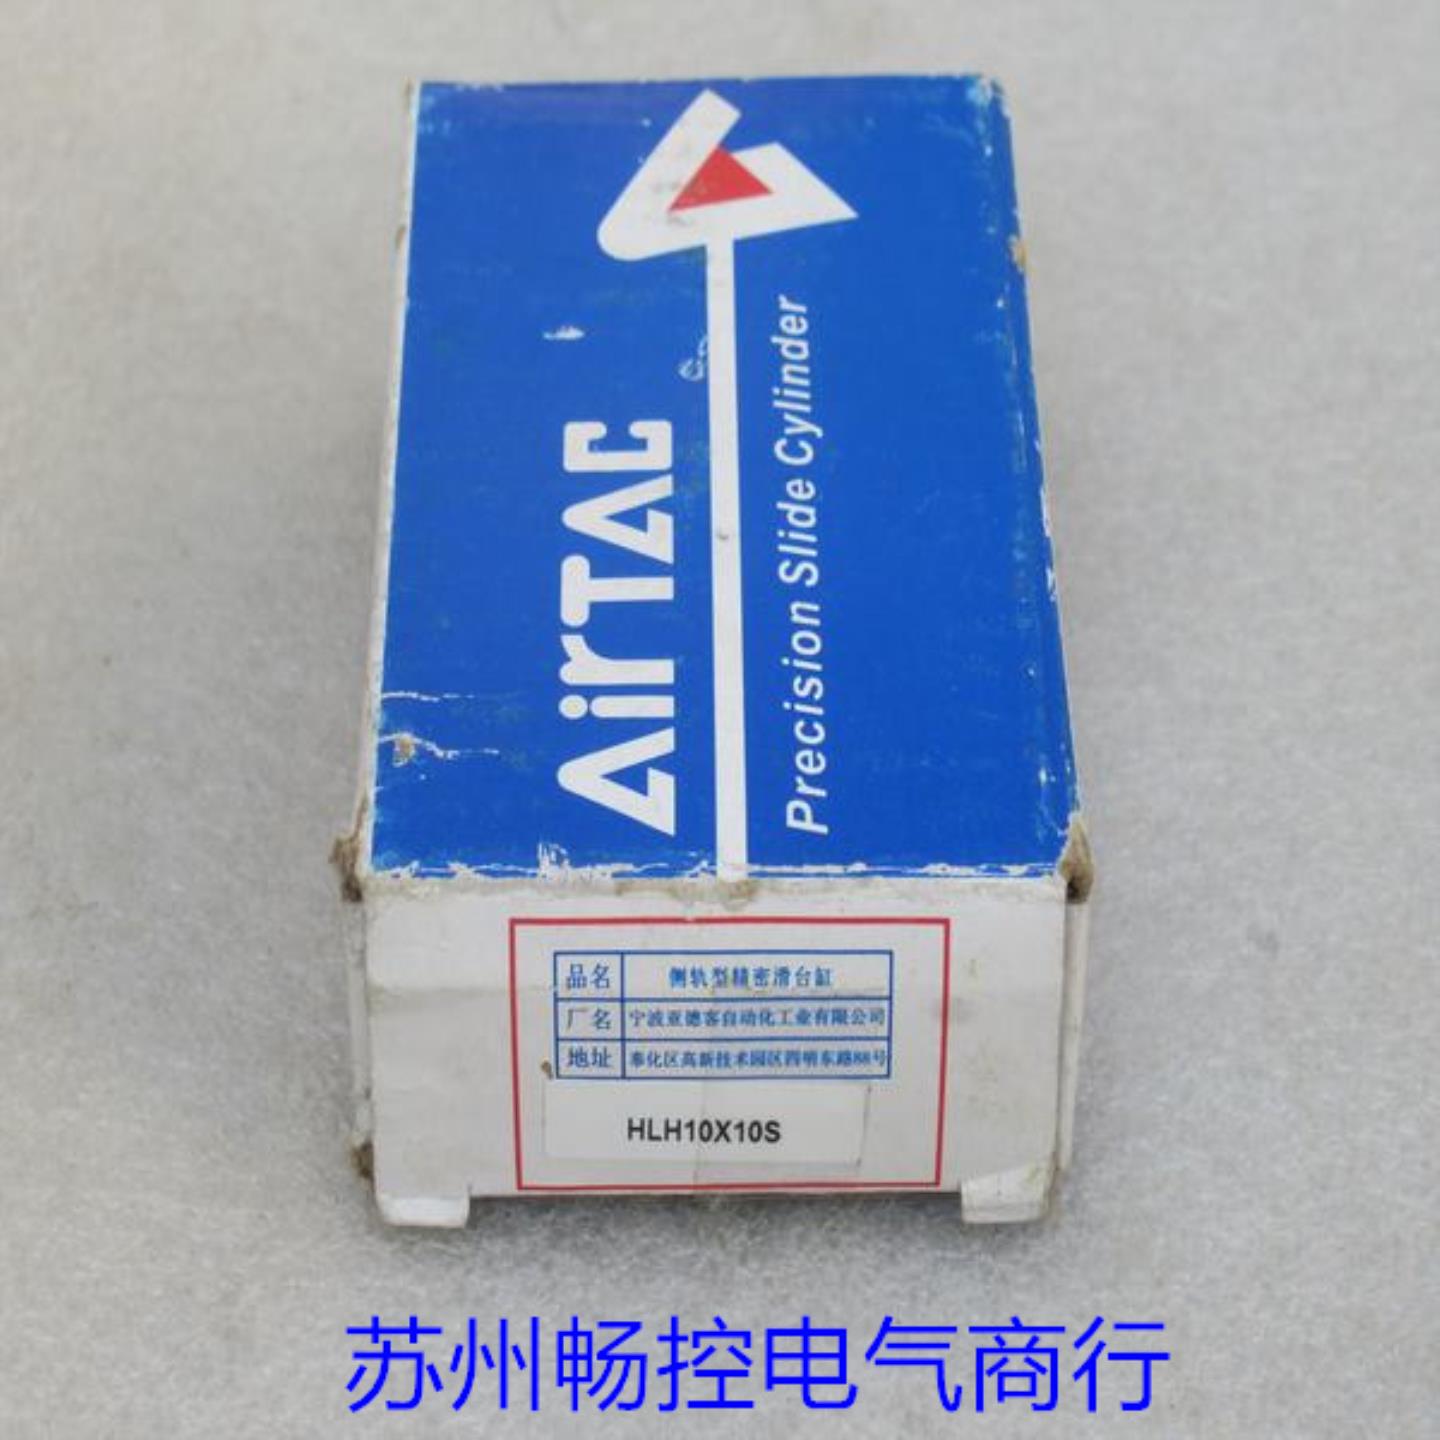 AirTAC
Precision Slide Cylinder
品名 侧轨型精密滑台缸
厂名 宁波亚德客自动化工业有限公司
地址 奉化区高新技术园区四明东路88号
HLH10X10S
苏州畅控电气商行